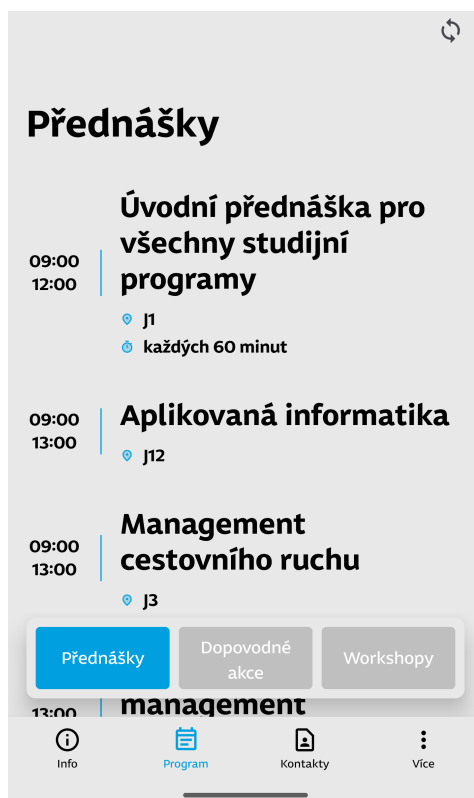 Přednášky
Úvodní přednáška pro
všechny studijní
programy
09:00
12:00
J1
každých 60 minut
09:00
13:00
Aplikovaná informatika
J12
09:00
13:00
Management
cestovního ruchu
J3
Přednášky
Dopovodné
akce
Workshopy
13:00
management
Info
Program
Kontakty
Více